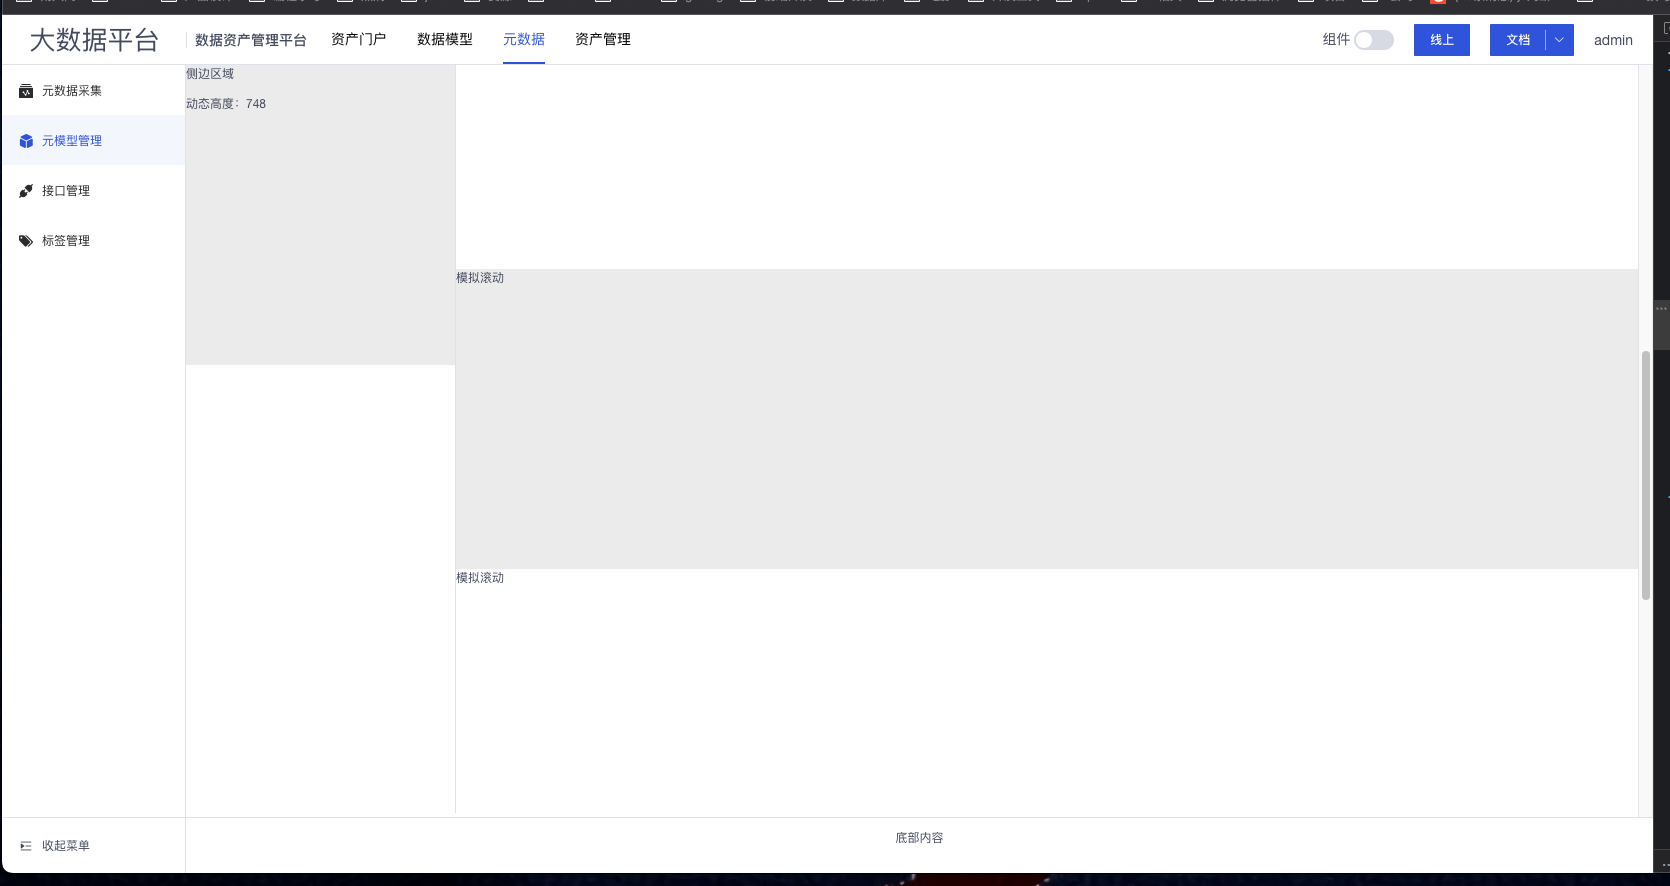 大数据平台 数据资产管理平台 资产门户 数据模型 元数据 资产管理 组件 线上 文档 admin
元数据采集
元模型管理
接口管理
标签管理
侧边区域
动态高度：748
模拟滚动
模拟滚动
收起菜单
底部内容